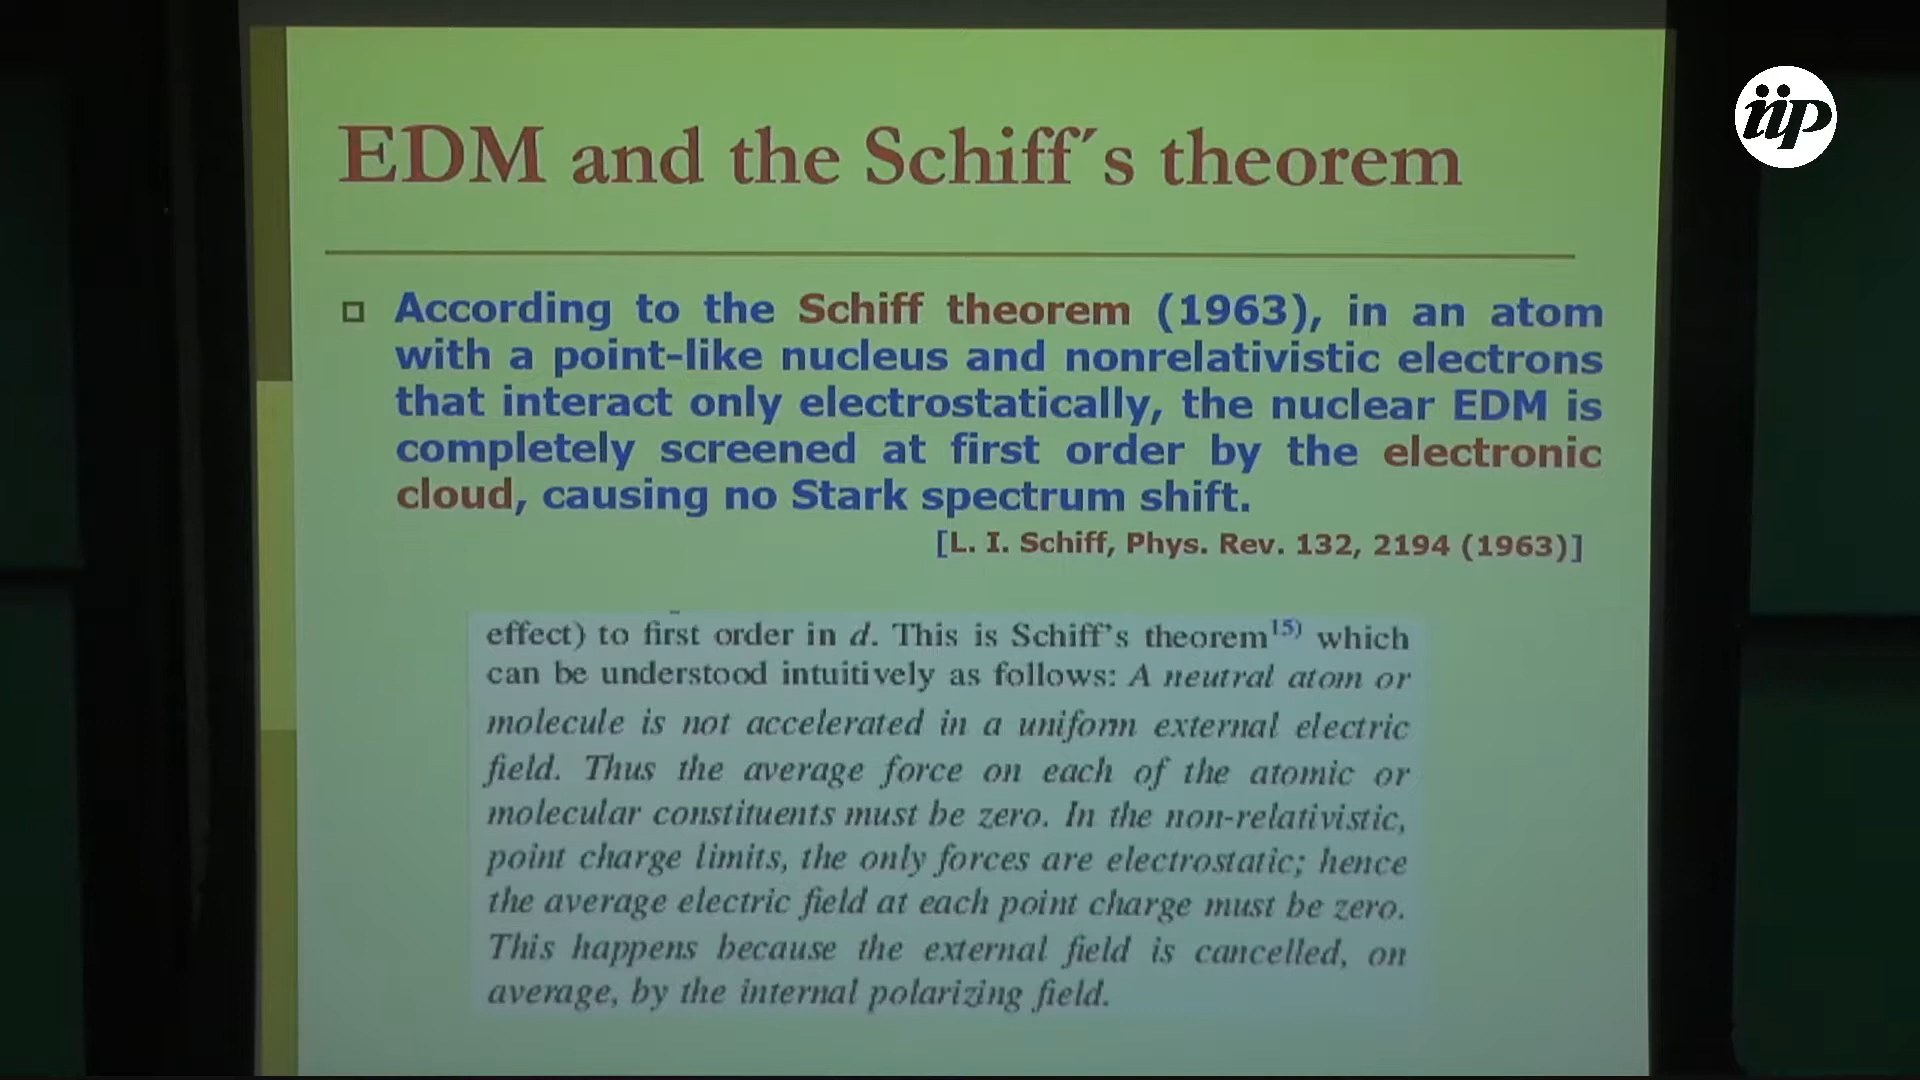 iip
EDM and the Schiff´s theorem
According to the Schiff theorem (1963), in an atom
with a point-like nucleus and nonrelativistic electrons
that interact only electrostatically, the nuclear EDM is
completely screened at first order by the electronic
cloud, causing no Stark spectrum shift.
[L. I. Schiff, Phys. Rev. 132, 2194 (1963)]
effect) to first order in d. This is Schiff's theorem15) which
can be understood intuitively as follows: A neutral atom or
molecule is not accelerated in a uniform external electric
field. Thus the average force on each of the atomic or
molecular constituents must be zero. In the non-relativistic,
point charge limits, the only forces are electrostatic; hence
the average electric field at each point charge must be zero.
This happens because the external field is cancelled, on
average, by the internal polarizing field.